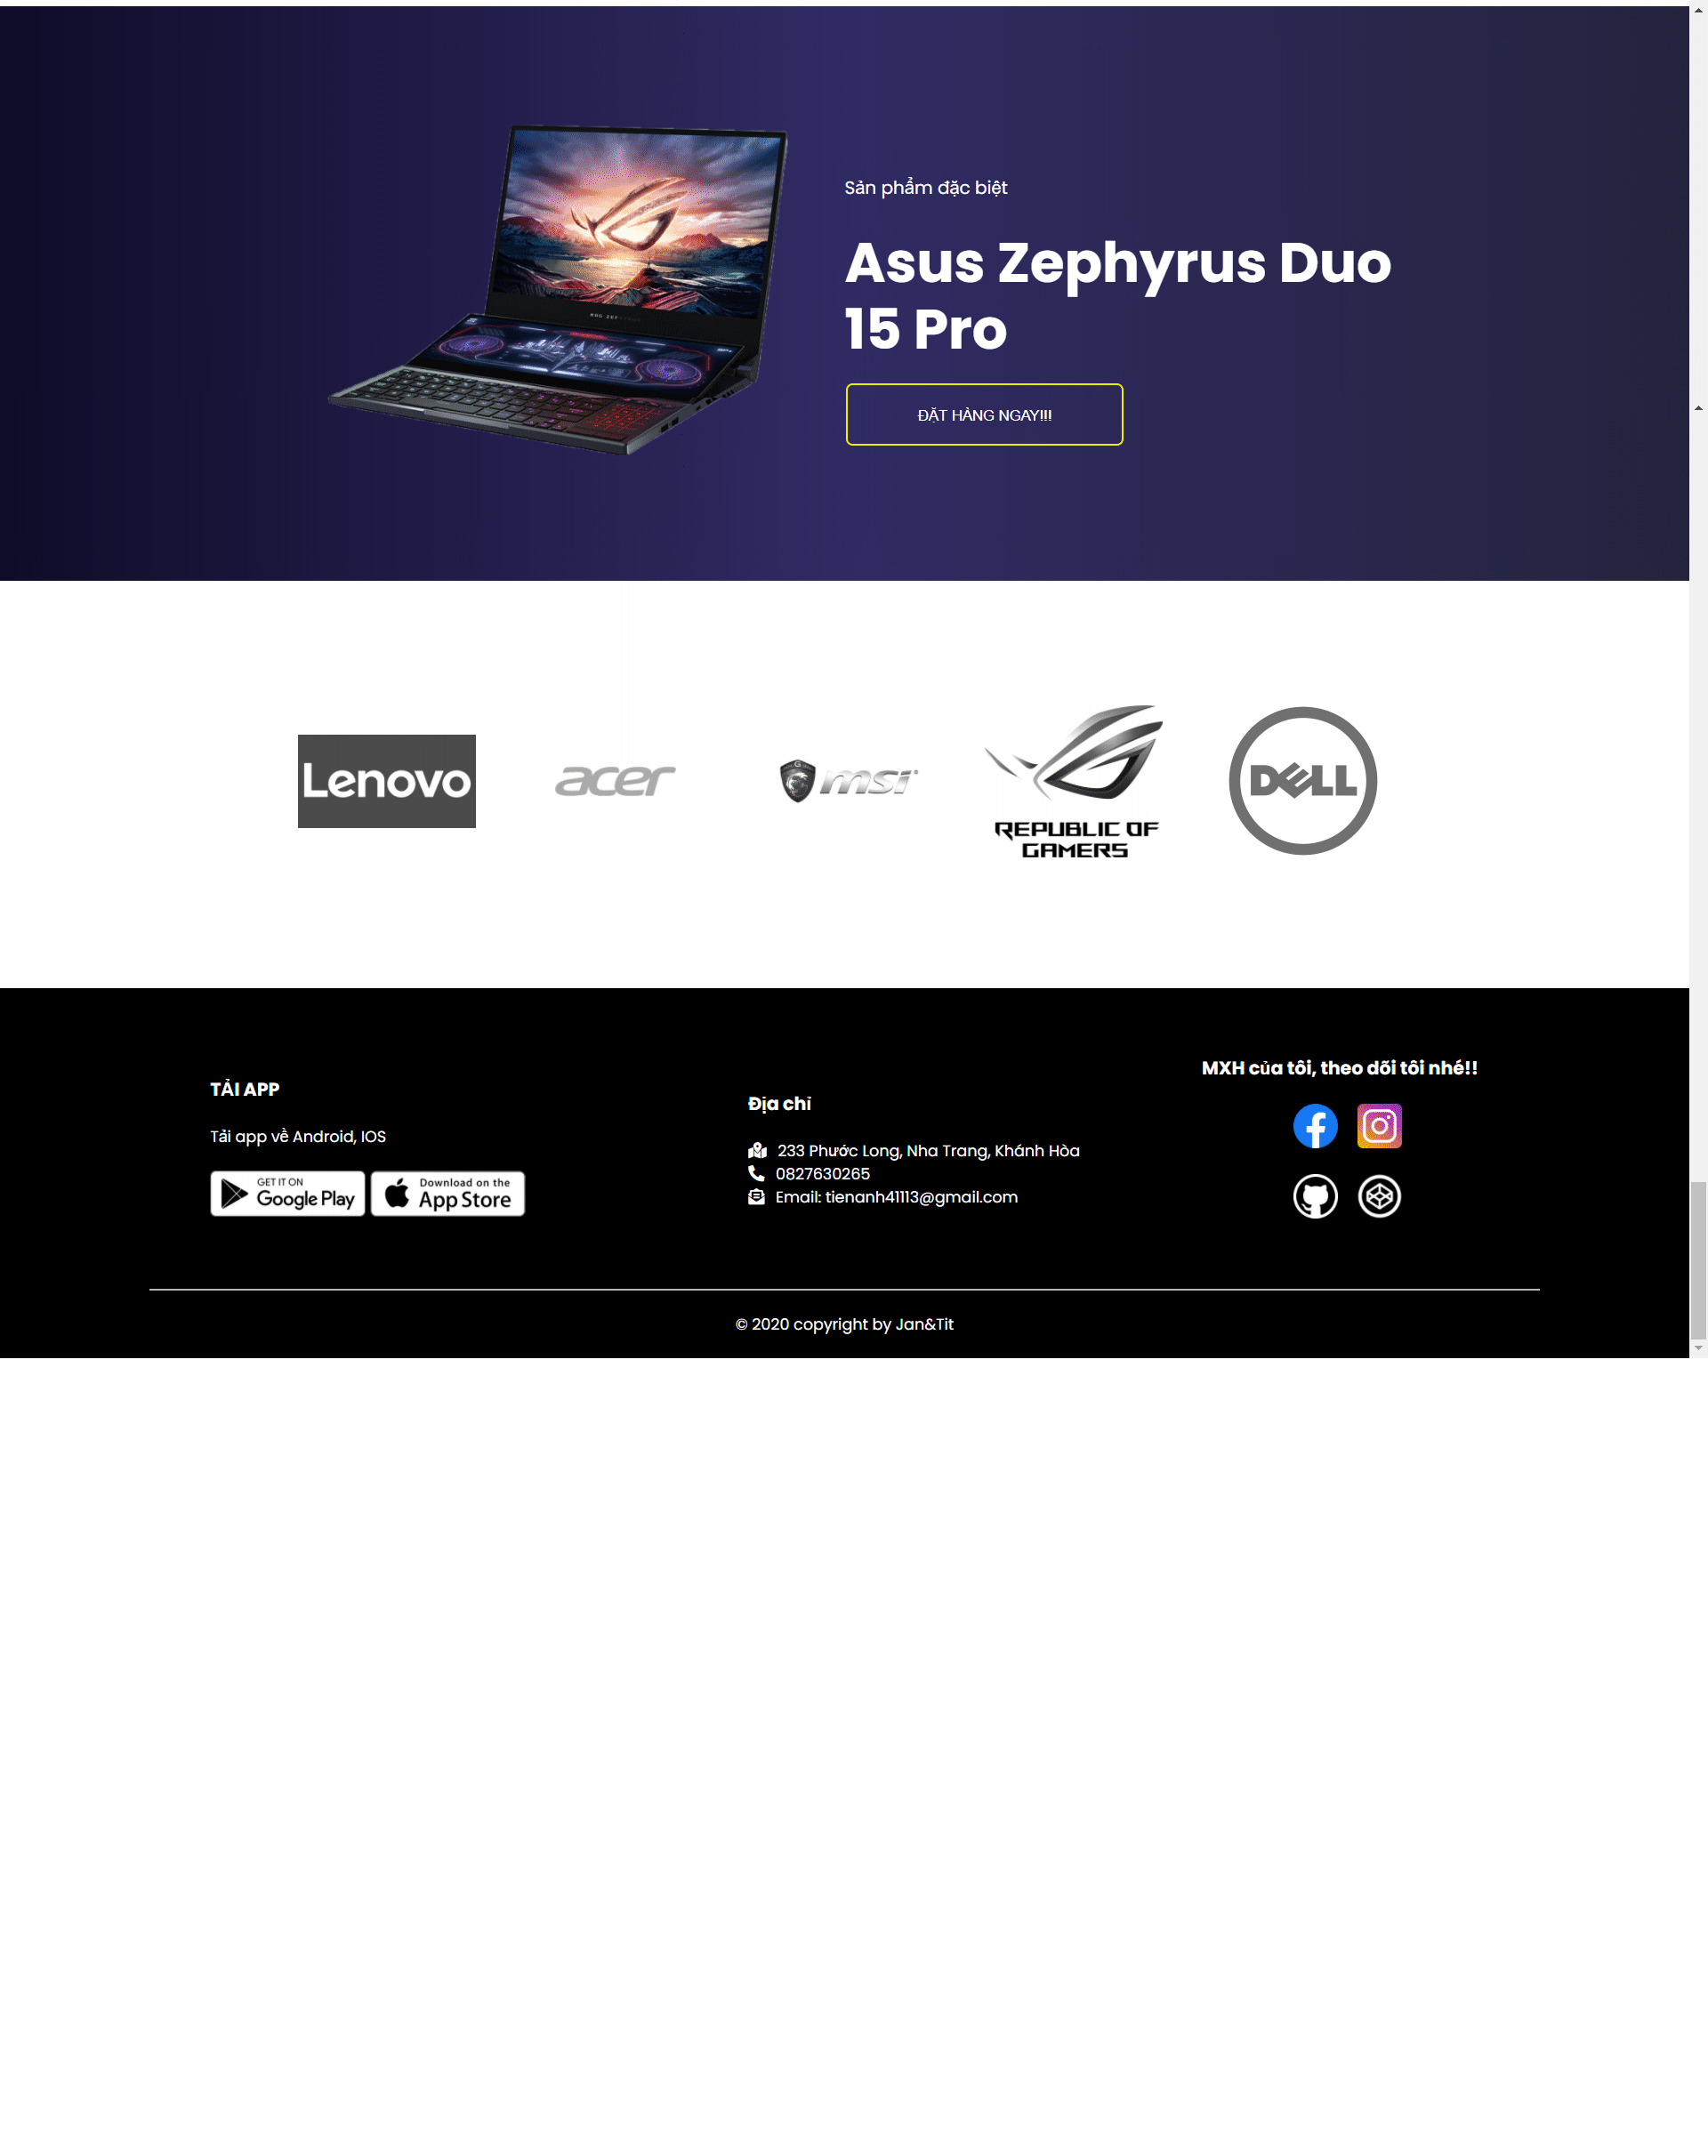 Sản phẩm đặc biệt
Asus Zephyrus Duo
15 Pro
ĐẶT HÀNG NGAY!!!
Lenovo
acer
msi
REPUBLIC OF
GAMERS
DELL
TẢI APP
Tải app về Android, IOS
GET IT ON
Google Play
Download on the
App Store
Địa chỉ
233 Phước Long, Nha Trang, Khánh Hòa
0827630265
Email: tienanh41113@gmail.com
MXH của tôi, theo dõi tôi nhé!!
© 2020 copyright by Jan&Tit